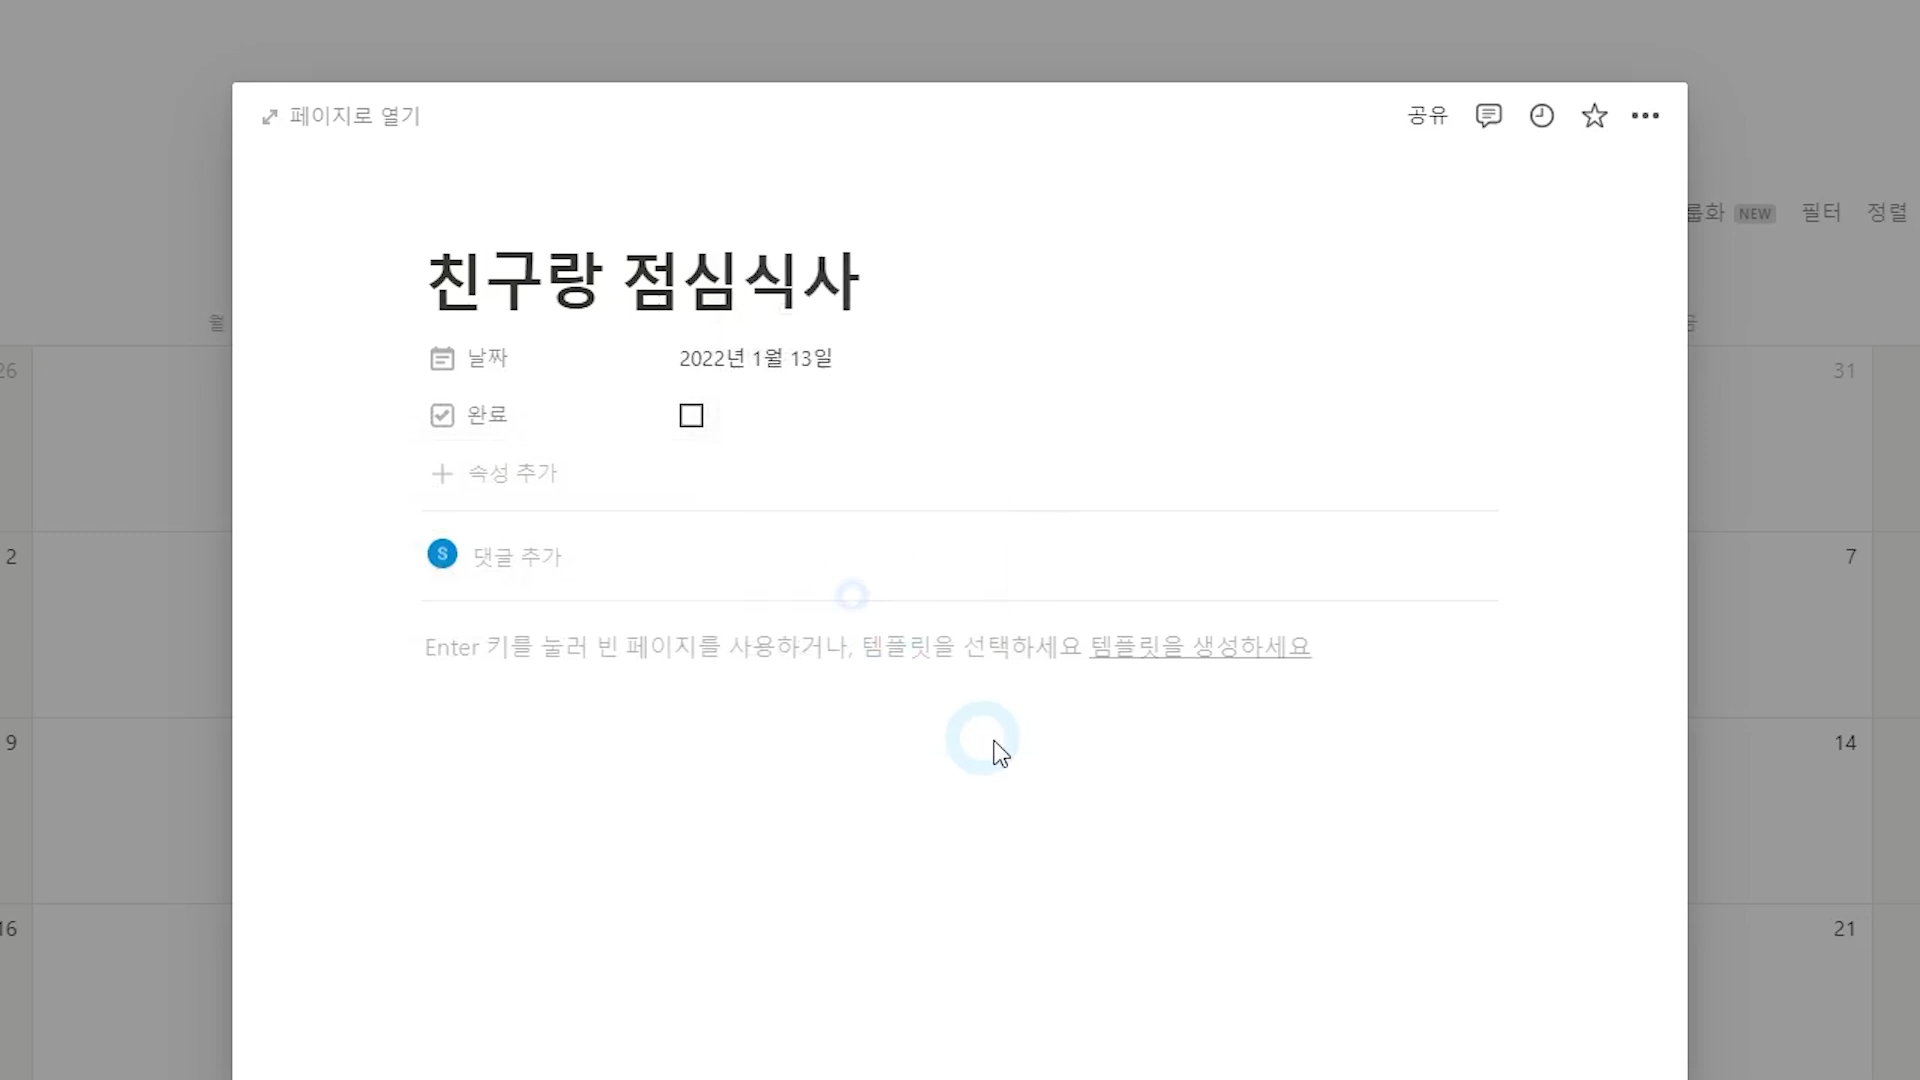 페이지로 열기
공유
NEW 필터 정렬
친구랑 점심식사
월
날짜 2022년 1월 13일
26
31
완료
속성 추가
S 댓글 추가
2
7
Enter 키를 눌러 빈 페이지를 사용하거나, 템플릿을 선택하세요 템플릿을 생성하세요
9
14
16
21